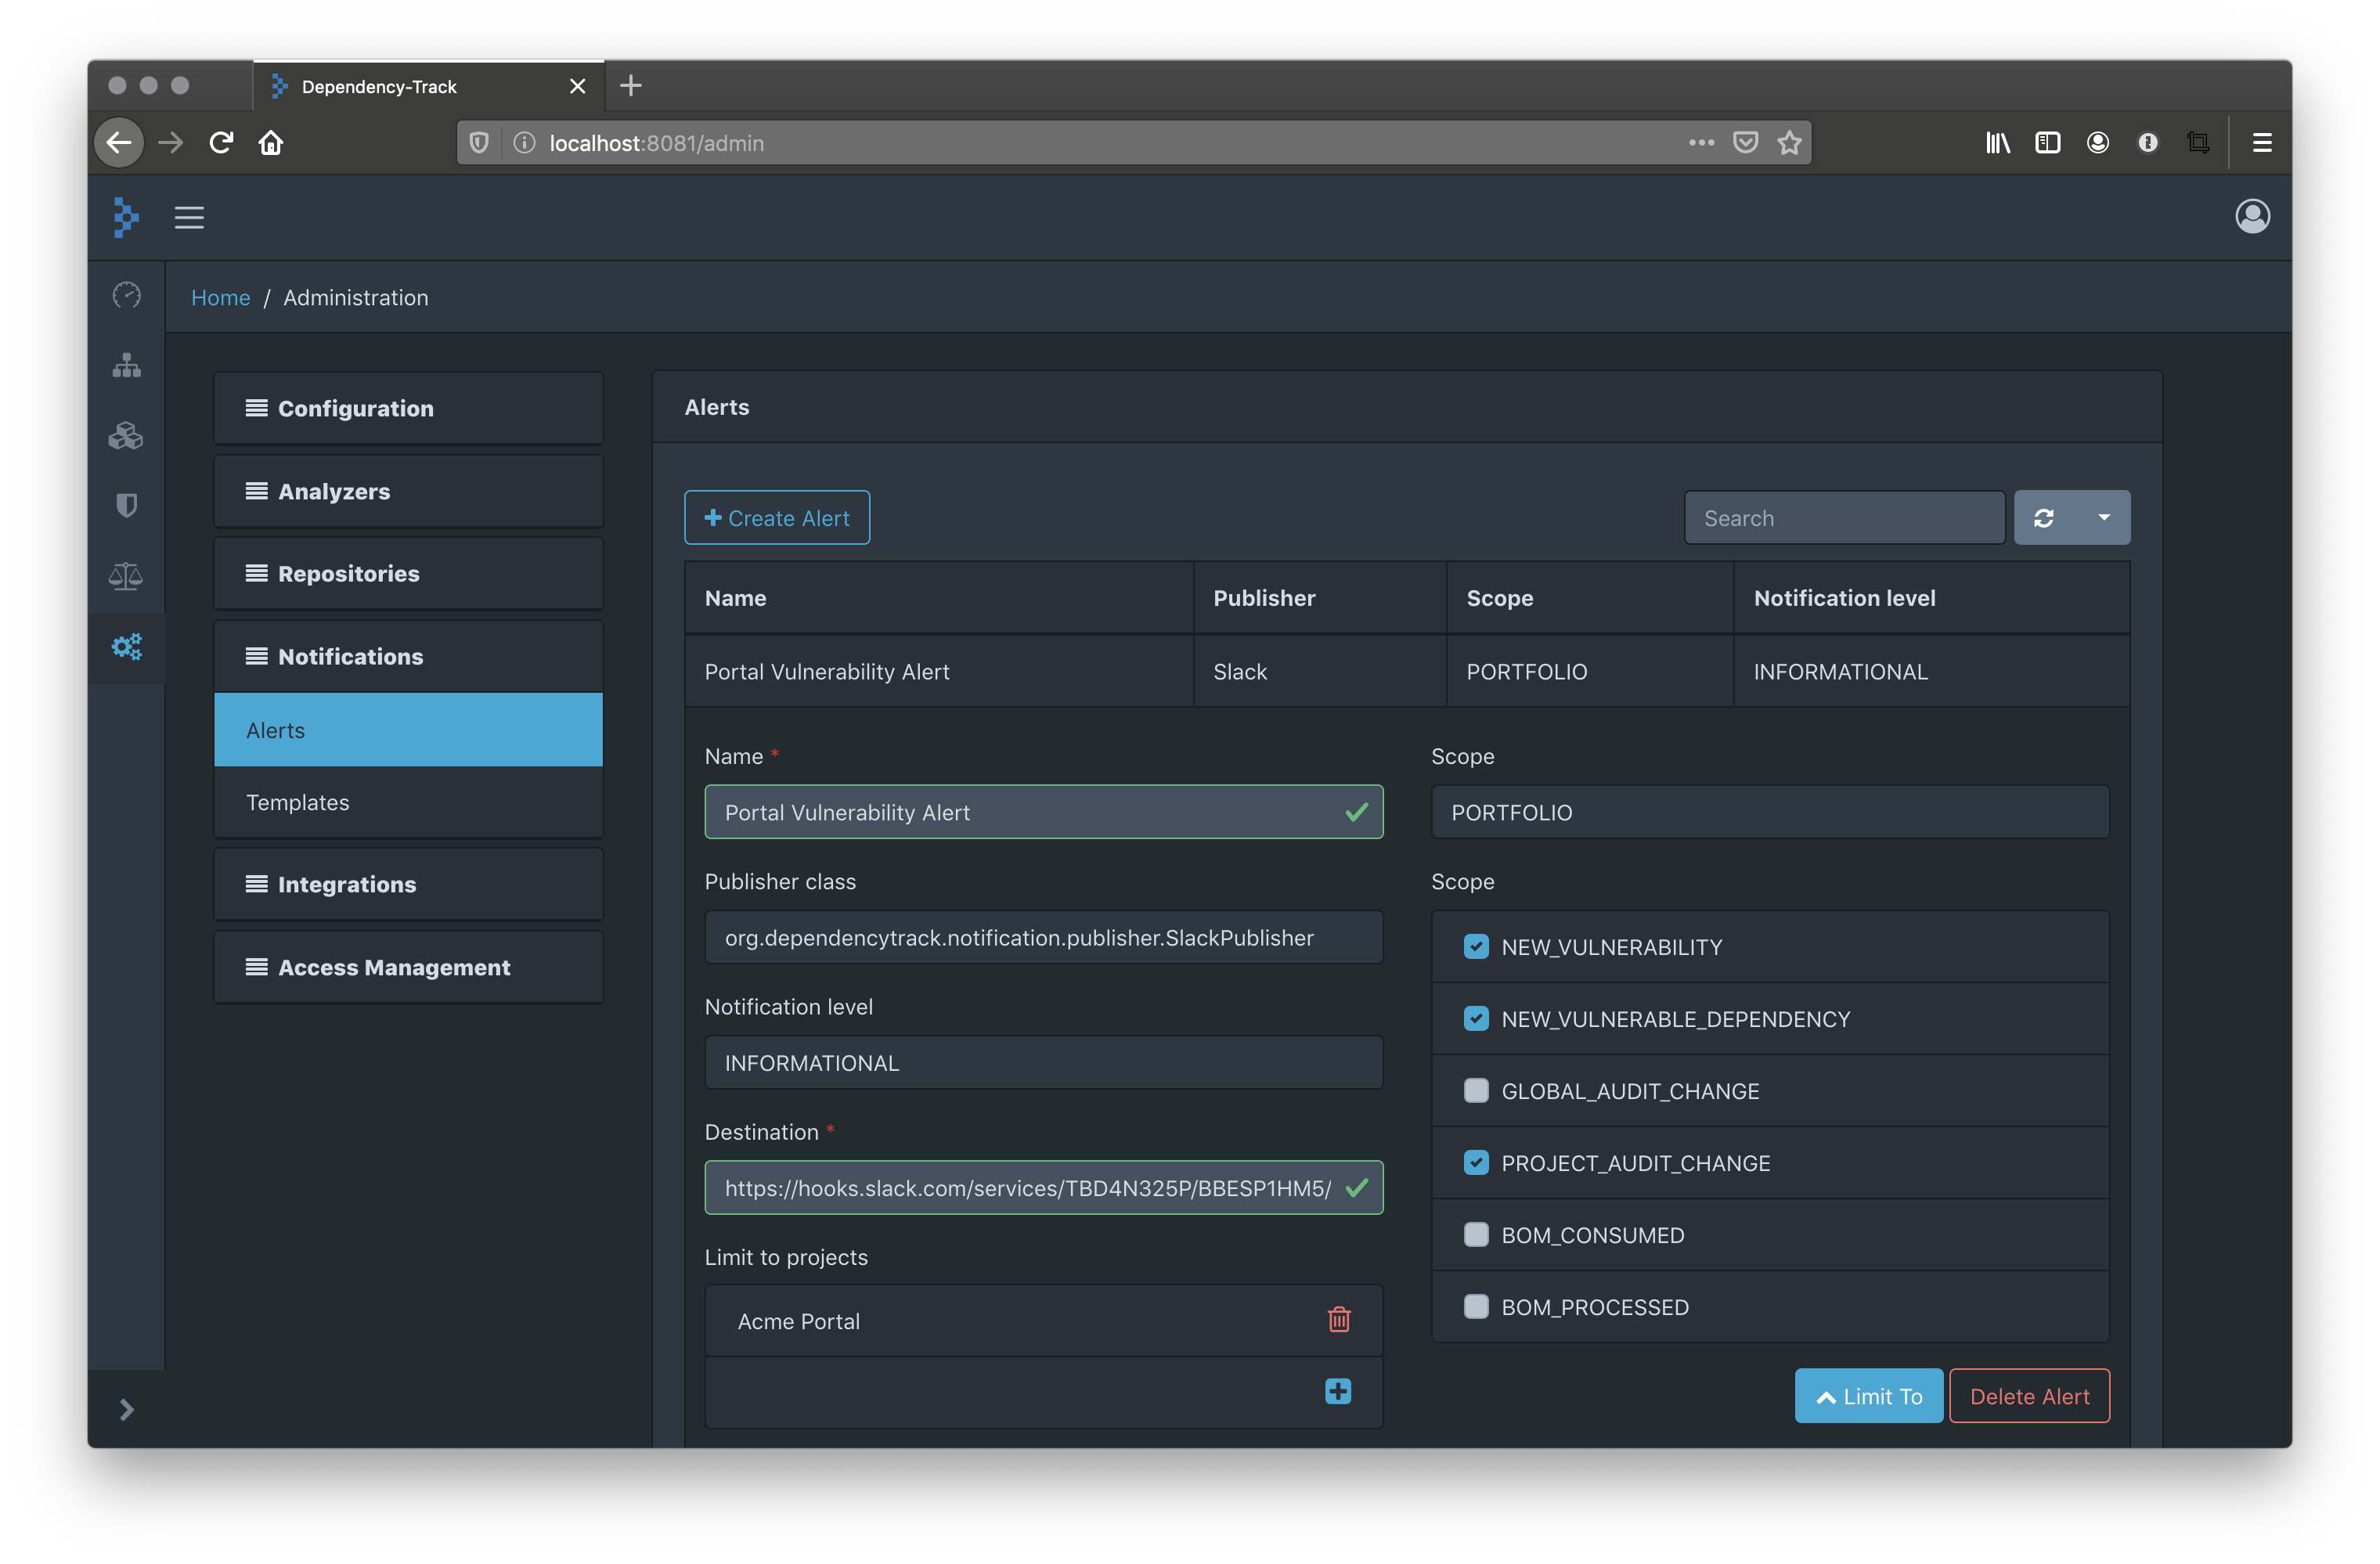 Dependency-Track
localhost:8081/admin
Home / Administration
Configuration
Analyzers
Repositories
Notifications
Alerts
Templates
Integrations
Access Management
Alerts
Create Alert
Search
Name Publisher Scope Notification level
Portal Vulnerability Alert Slack PORTFOLIO INFORMATIONAL
Name *
Portal Vulnerability Alert
Publisher class
org.dependencytrack.notification.publisher.SlackPublisher
Notification level
INFORMATIONAL
Destination *
https://hooks.slack.com/services/TBD4N325P/BBESP1HM5/
Limit to projects
Acme Portal
Scope
PORTFOLIO
Scope
NEW_VULNERABILITY
NEW_VULNERABLE_DEPENDENCY
GLOBAL_AUDIT_CHANGE
PROJECT_AUDIT_CHANGE
BOM_CONSUMED
BOM_PROCESSED
Limit To
Delete Alert